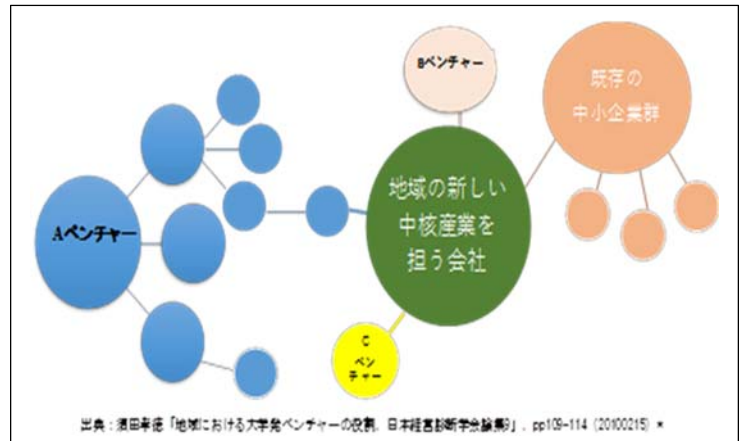 Bベンチャー
既存の
中小企業群
地域の新しい
中核産業を
担う会社
Aベンチャー
C
ベン
チャー
出典：須田孝徳「地域における大学発ベンチャーの役割，日本経営診断学会論集9」，pp109-114（20100215）*